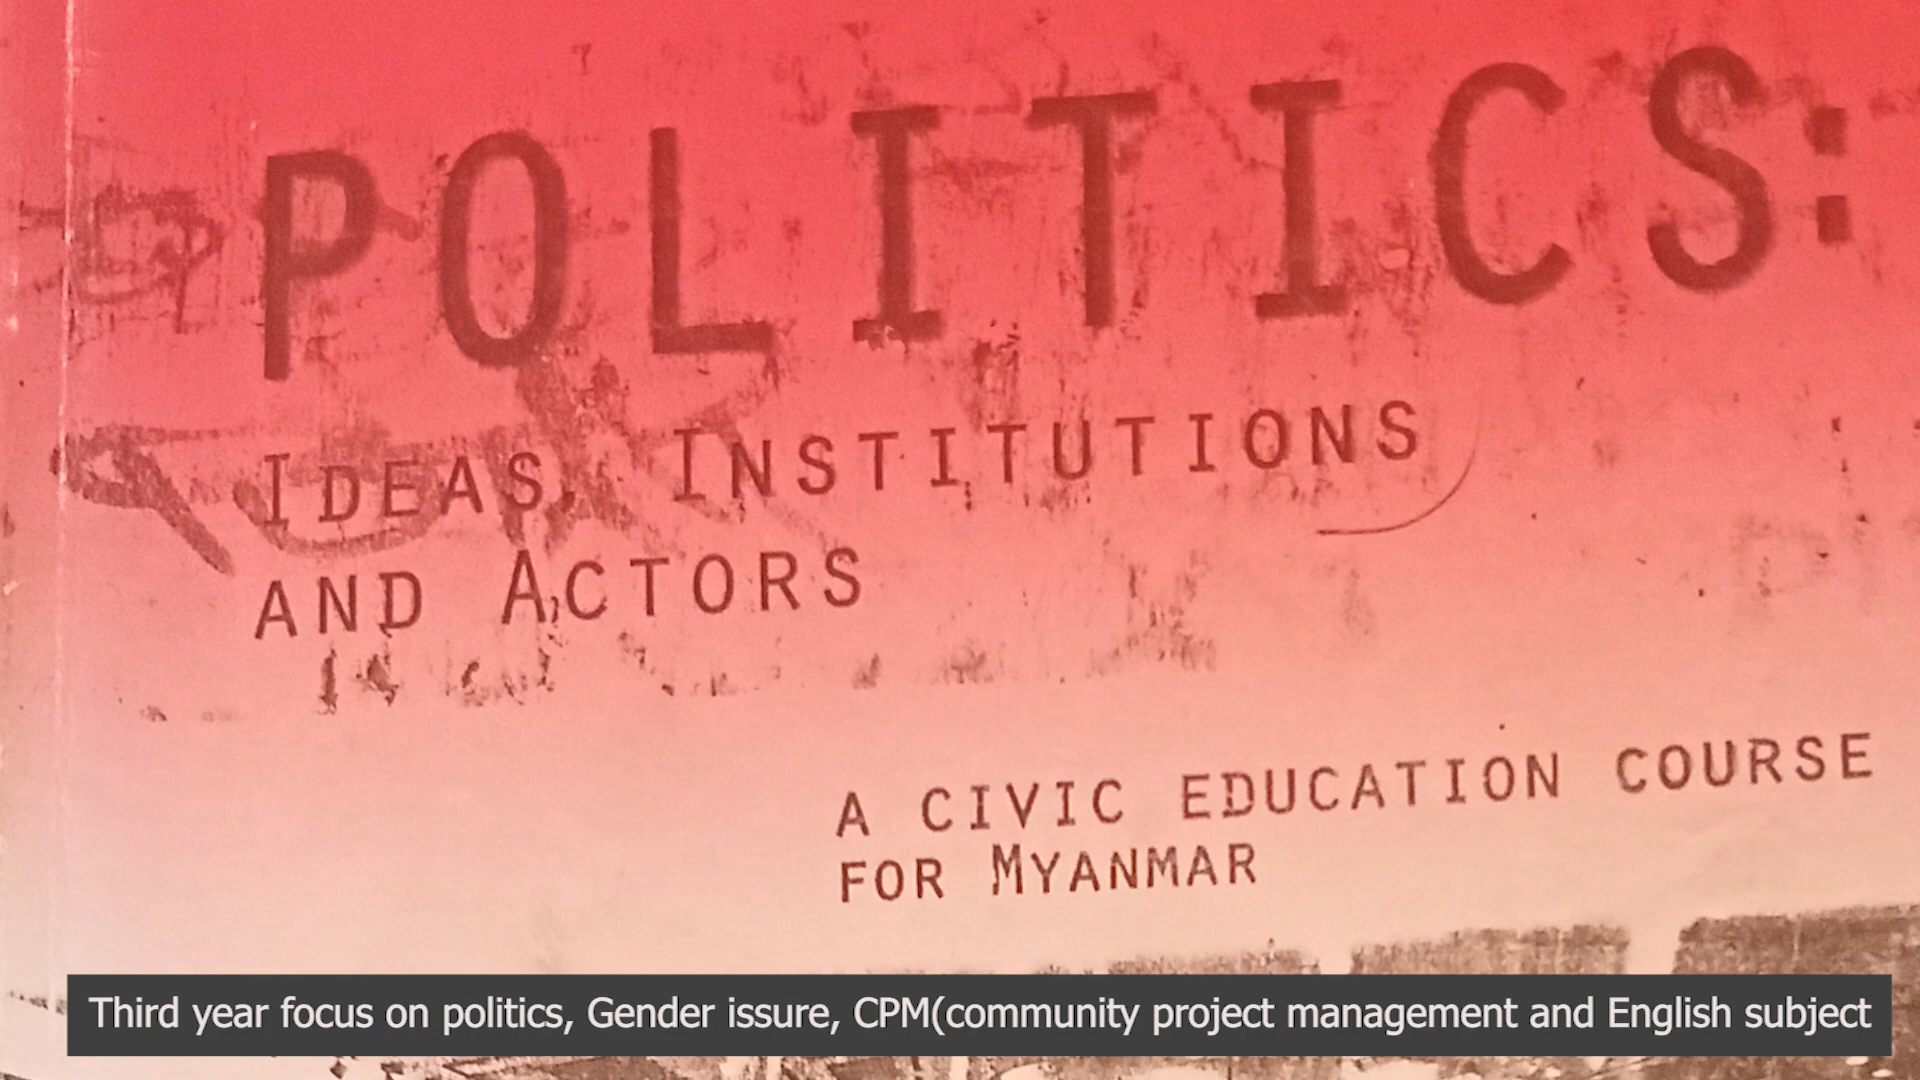 POLITICS:
IDEAS, INSTITUTIONS
AND ACTORS
A CIVIC EDUCATION COURSE
FOR MYANMAR
Third year focus on politics, Gender issure, CPM(community project management and English subject